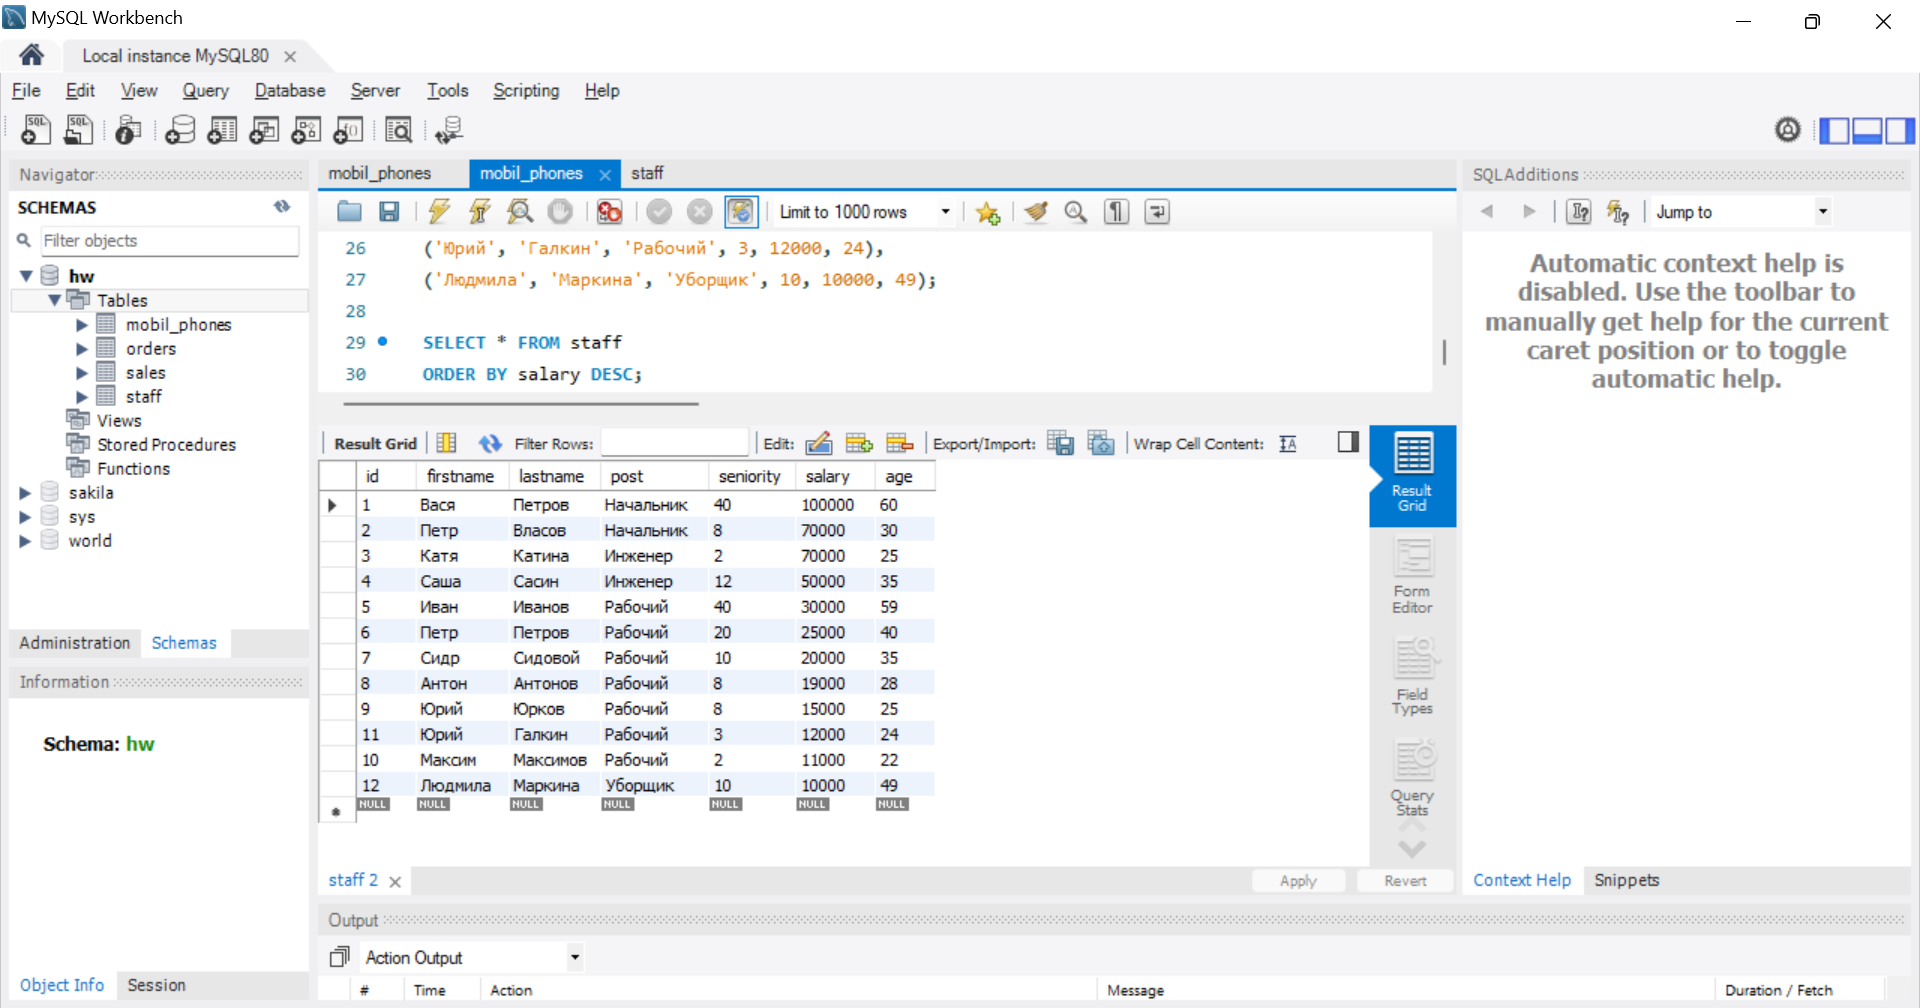 MySQL Workbench
Local instance MySQL80
File Edit View Query Database Server Tools Scripting Help
Navigator
SCHEMAS
Filter objects
hw
Tables
mobil_phones
orders
sales
staff
Views
Stored Procedures
Functions
sakila
sys
world
Administration Schemas
Information
Schema: hw
Object Info Session
mobil_phones mobil_phones staff
Limit to 1000 rows
26 ('Юрий', 'Галкин', 'Рабочий', 3, 12000, 24),
27 ('Людмила', 'Маркина', 'Уборщик', 10, 10000, 49);
28
29 SELECT * FROM staff
30 ORDER BY salary DESC;
Result Grid Filter Rows: Edit: Export/Import: Wrap Cell Content:
id firstname lastname post seniority salary age
1 Вася Петров Начальник 40 100000 60
2 Петр Власов Начальник 8 70000 30
3 Катя Катина Инженер 2 70000 25
4 Саша Сасин Инженер 12 50000 35
5 Иван Иванов Рабочий 40 30000 59
6 Петр Петров Рабочий 20 25000 40
7 Сидр Сидовой Рабочий 10 20000 35
8 Антон Антонов Рабочий 8 19000 28
9 Юрий Юрков Рабочий 8 15000 25
11 Юрий Галкин Рабочий 3 12000 24
10 Максим Максимов Рабочий 2 11000 22
12 Людмила Маркина Уборщик 10 10000 49
NULL NULL NULL NULL NULL NULL NULL
Result
Grid
Form
Editor
Field
Types
Query
Stats
staff 2
Apply Revert
SQL Additions
Jump to
Automatic context help is
disabled. Use the toolbar to
manually get help for the current
caret position or to toggle
automatic help.
Context Help Snippets
Output
Action Output
# Time Action Message Duration / Fetch